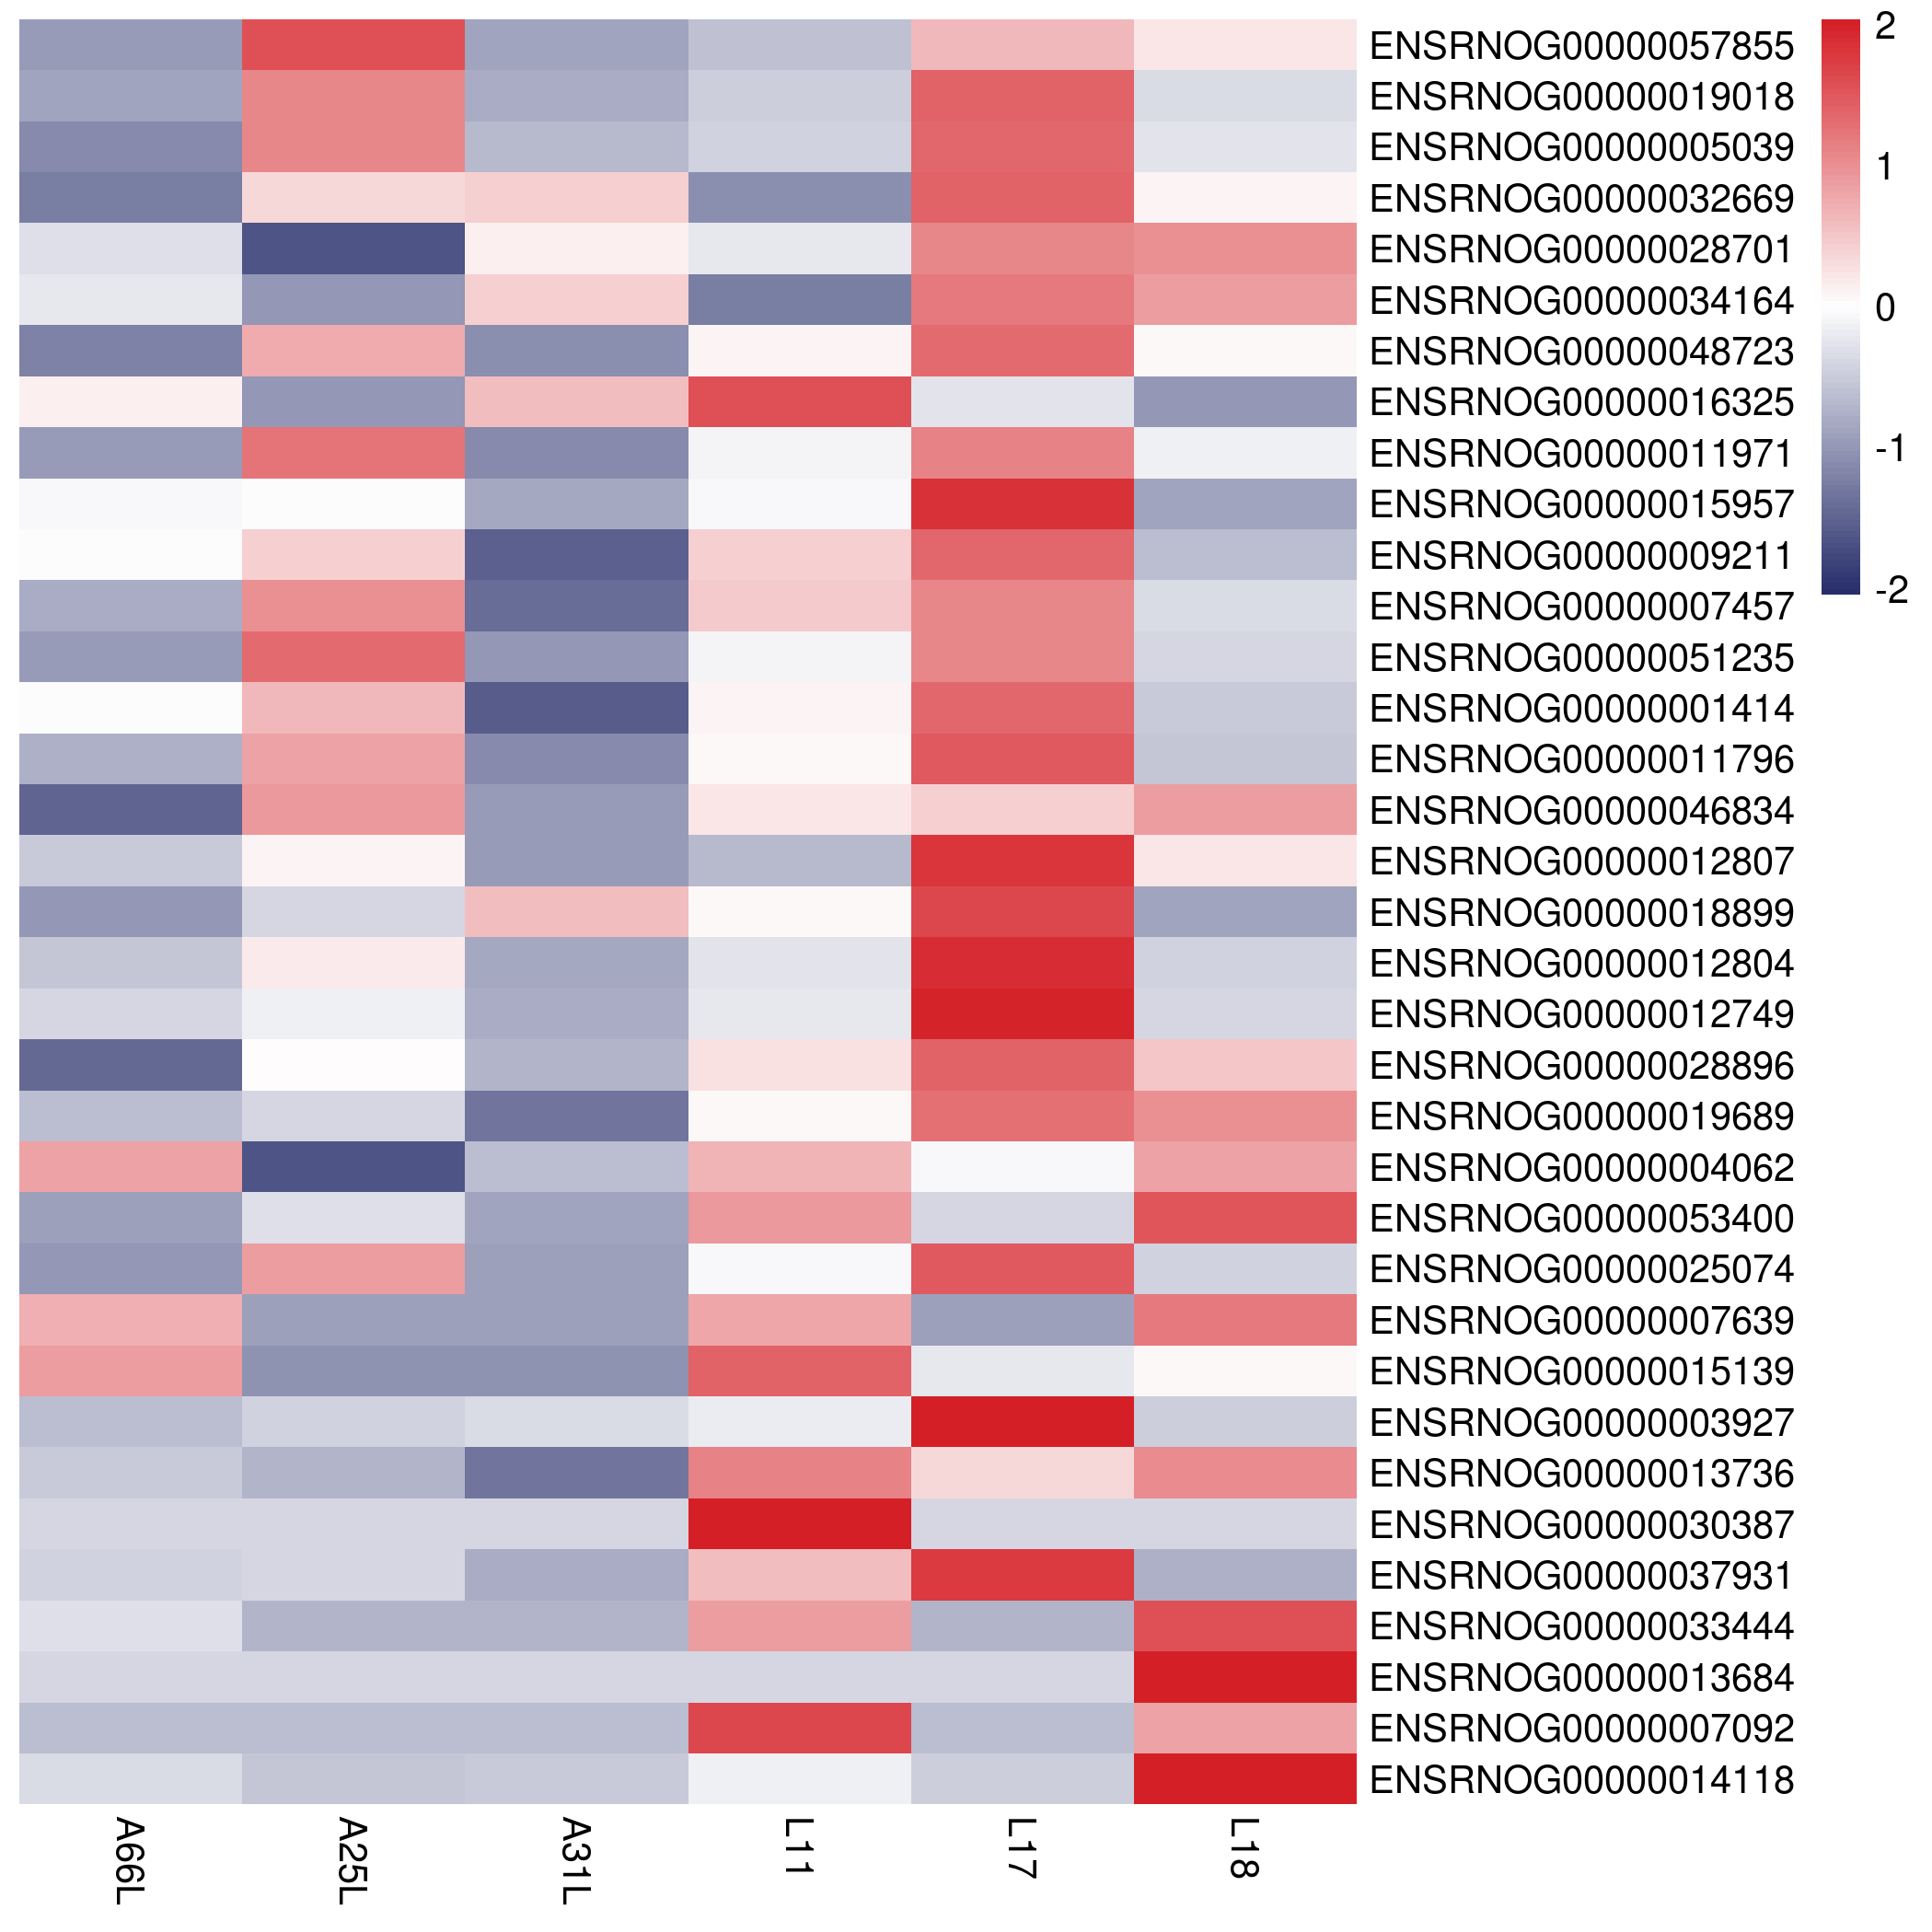 ENSRNOG00000057855
ENSRNOG00000019018
ENSRNOG00000005039
ENSRNOG00000032669
ENSRNOG00000028701
ENSRNOG00000034164
ENSRNOG00000048723
ENSRNOG00000016325
ENSRNOG00000011971
ENSRNOG00000015957
ENSRNOG00000009211
ENSRNOG00000007457
ENSRNOG00000051235
ENSRNOG00000001414
ENSRNOG00000011796
ENSRNOG00000046834
ENSRNOG00000012807
ENSRNOG00000018899
ENSRNOG00000012804
ENSRNOG00000012749
ENSRNOG00000028896
ENSRNOG00000019689
ENSRNOG00000004062
ENSRNOG00000053400
ENSRNOG00000025074
ENSRNOG00000007639
ENSRNOG00000015139
ENSRNOG00000003927
ENSRNOG00000013736
ENSRNOG00000030387
ENSRNOG00000037931
ENSRNOG00000033444
ENSRNOG00000013684
ENSRNOG00000007092
ENSRNOG00000014118
2
1
0
-1
-2
A66L
A25L
A31L
L11
L17
L18